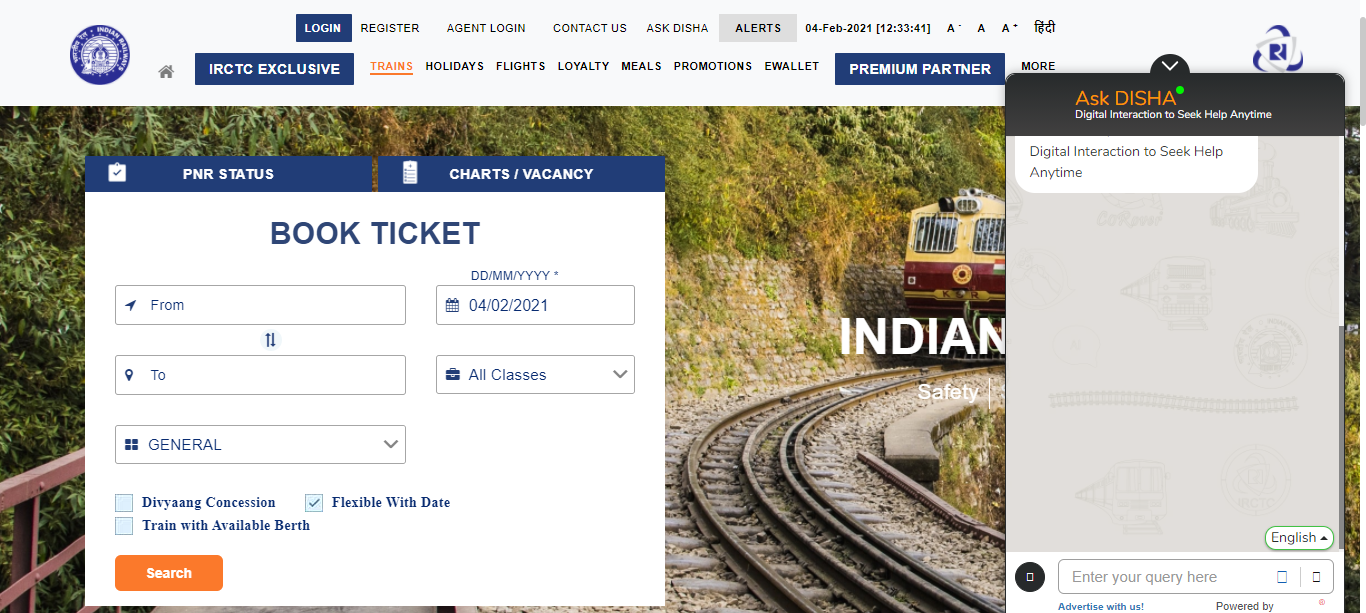 LOGIN REGISTER AGENT LOGIN CONTACT US ASK DISHA ALERTS 04-Feb-2021 [12:33:41] A - A A + हिंदी
INDIAN RAILWAYS
IRCTC EXCLUSIVE TRAINS HOLIDAYS FLIGHTS LOYALTY MEALS PROMOTIONS EWALLET PREMIUM PARTNER MORE
Ask DISHA
Digital Interaction to Seek Help Anytime
Digital Interaction to Seek Help
Anytime
PNR STATUS CHARTS / VACANCY
BOOK TICKET
DD/MM/YYYY *
From 04/02/2021
To All Classes
GENERAL
Divyaang Concession Flexible With Date
Train with Available Berth
Search
INDIAN
Safety |
CoRover
IRCTC
English
Enter your query here
Advertise with us! Powered by